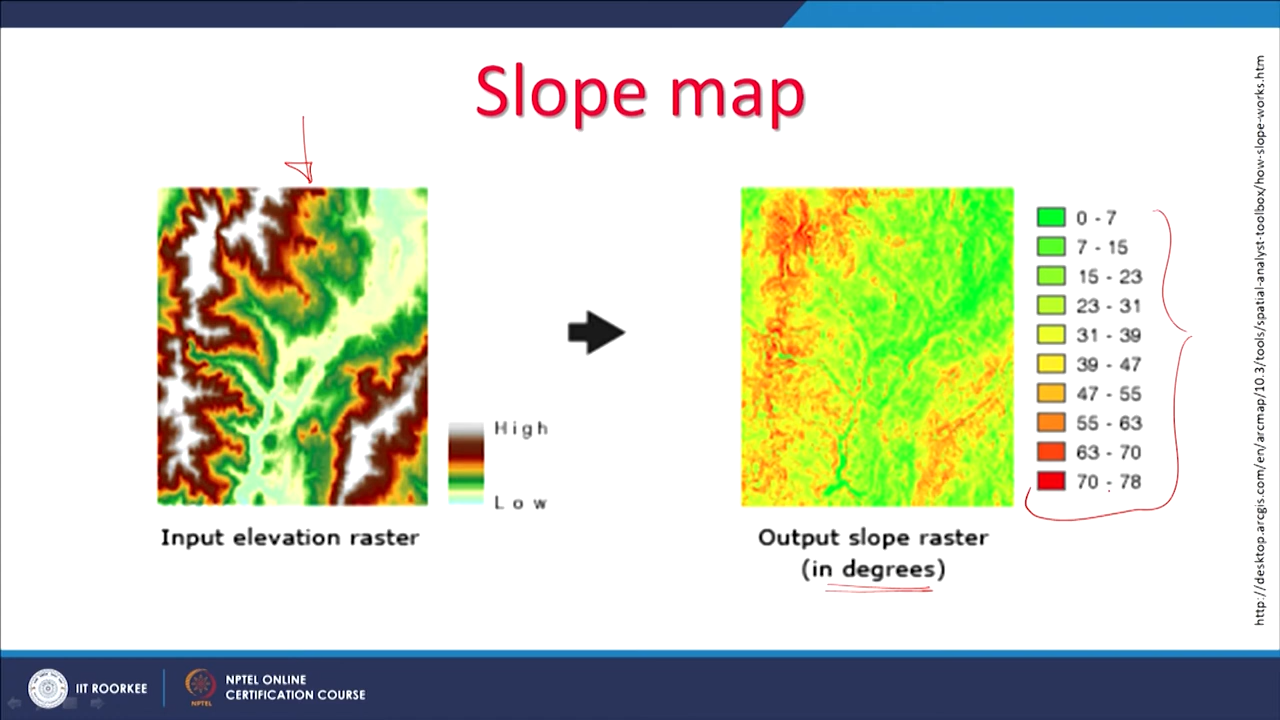 Slope map
High
Low
Input elevation raster
0 - 7
7 - 15
15 - 23
23 - 31
31 - 39
39 - 47
47 - 55
55 - 63
63 - 70
70 - 78
Output slope raster
(in degrees)
http://desktop.arcgis.com/en/arcmap/10.3/tools/spatial-analyst-toolbox/how-slope-works.htm
IIT ROORKEE
NPTEL
NPTEL ONLINE
CERTIFICATION COURSE